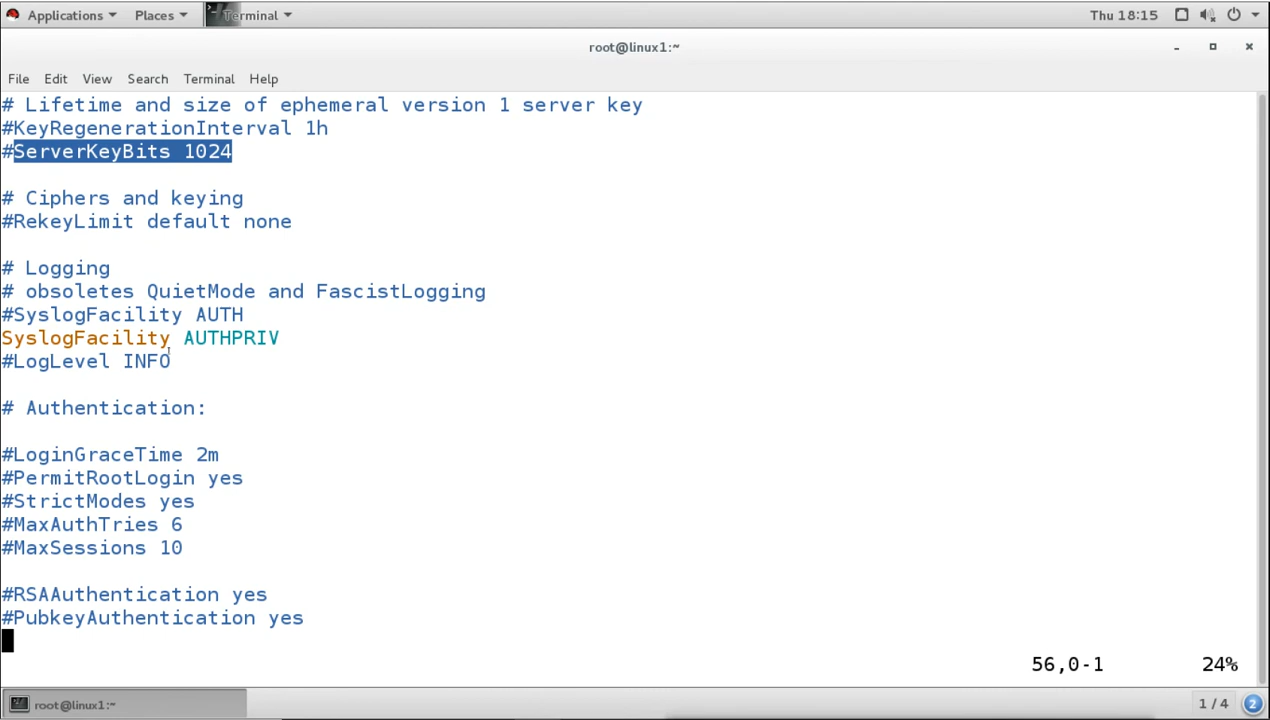 Applications Places Terminal Thu 18:15
root@linux1:~
File Edit View Search Terminal Help
# Lifetime and size of ephemeral version 1 server key
#KeyRegenerationInterval 1h
#ServerKeyBits 1024
# Ciphers and keying
#RekeyLimit default none
# Logging
# obsoletes QuietMode and FascistLogging
#SyslogFacility AUTH
SyslogFacility AUTHPRIV
#LogLevel INFO
# Authentication:
#LoginGraceTime 2m
#PermitRootLogin yes
#StrictModes yes
#MaxAuthTries 6
#MaxSessions 10
#RSAAuthentication yes
#PubkeyAuthentication yes
56,0-1 24%
root@linux1:~ 1 / 4 2